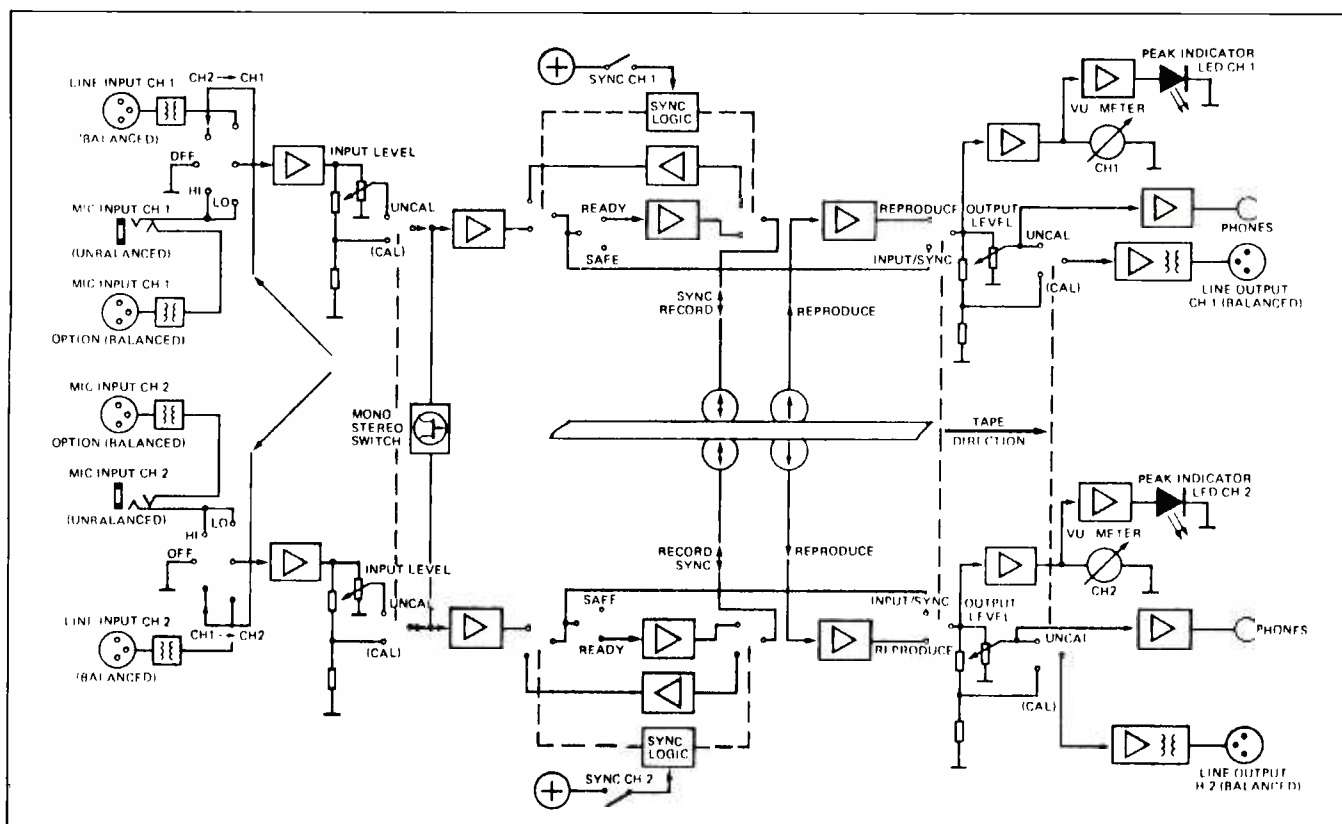 LINE INPUT CH 1
(BALANCED)
CH2 → CH1
OFF
HI
LO
MIC INPUT CH 1
(UNBALANCED)
MIC INPUT CH 1
OPTION (BALANCED)
INPUT LEVEL
UNCAL
(CAL)
SYNC CH 1
SYNC
LOGIC
READY
SAFE
SYNC
RECORD
REPRODUCE
REPRODUCE
INPUT/SYNC
OUTPUT
LEVEL
UNCAL
(CAL)
PEAK INDICATOR
LED CH 1
VU METER
CH1
PHONES
LINE OUTPUT
CH 1 (BALANCED)
MONO
STEREO
SWITCH
TAPE
DIRECTION
MIC INPUT CH 2
OPTION (BALANCED)
MIC INPUT CH 2
(UNBALANCED)
LO
HI
OFF
CH1 → CH2
LINE INPUT CH 2
(BALANCED)
INPUT LEVEL
UNCAL
(CAL)
RECORD
SYNC
REPRODUCE
SAFE
READY
SYNC
LOGIC
SYNC CH 2
INPUT/SYNC
REPRODUCE
OUTPUT
LEVEL
UNCAL
(CAL)
PEAK INDICATOR
LED CH 2
VU METER
CH2
PHONES
LINE OUTPUT
H 2 (BALANCED)